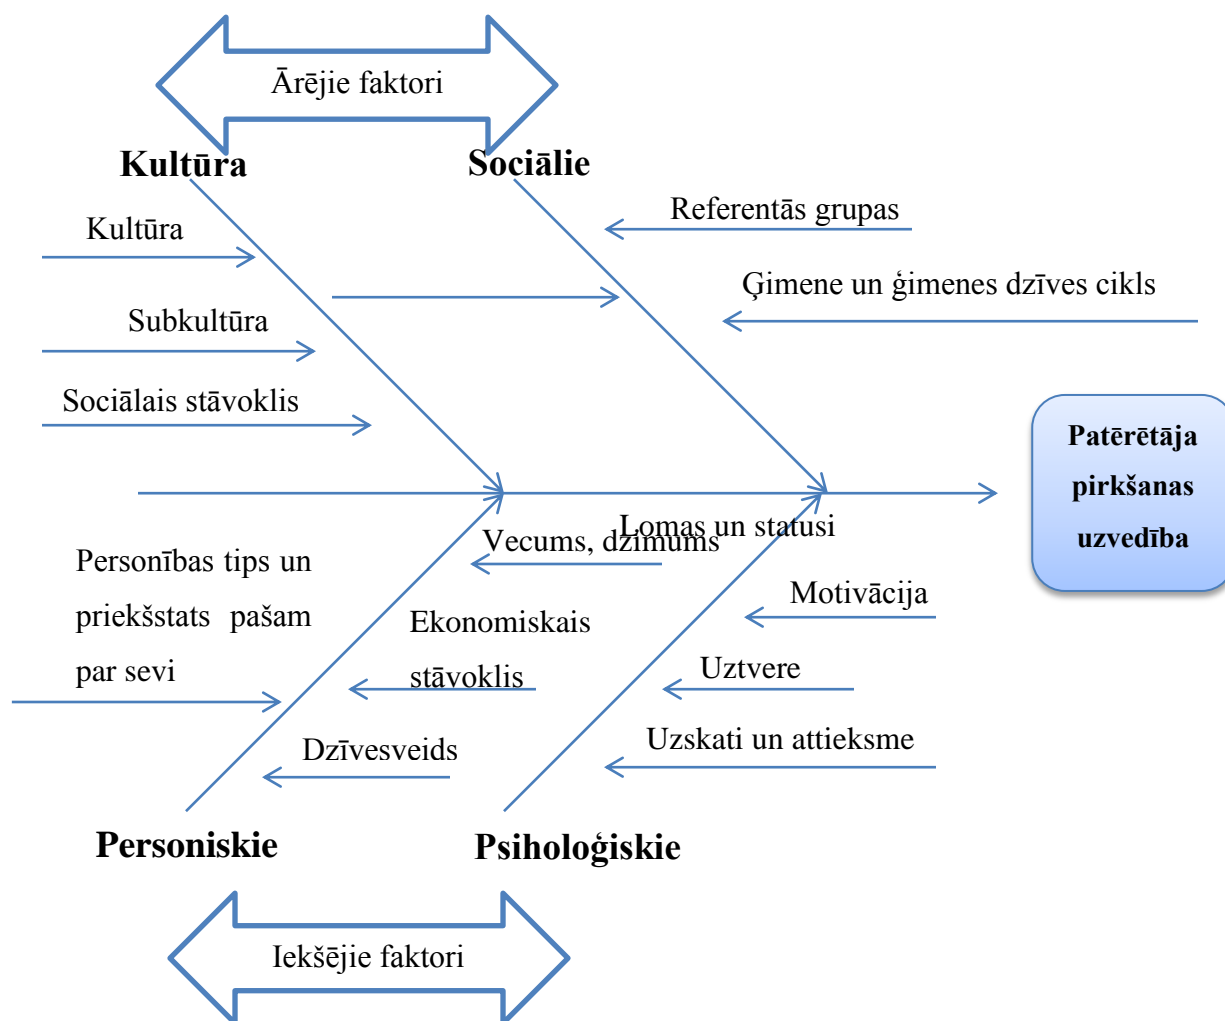 Ārējie faktori
Kultūra
Sociālie
Referentās grupas
Kultūra
Ģimene un ģimenes dzīves cikls
Subkultūra
Sociālais stāvoklis
Patērētāja
pirkšanas
uzvedība
Lomas un statusi
Vecums, dzimums
Personības tips un
priekšstats pašam
par sevi
Motivācija
Ekonomiskais
stāvoklis
Uztvere
Uzskati un attieksme
Dzīvesveids
Personiskie
Psiholoģiskie
Iekšējie faktori